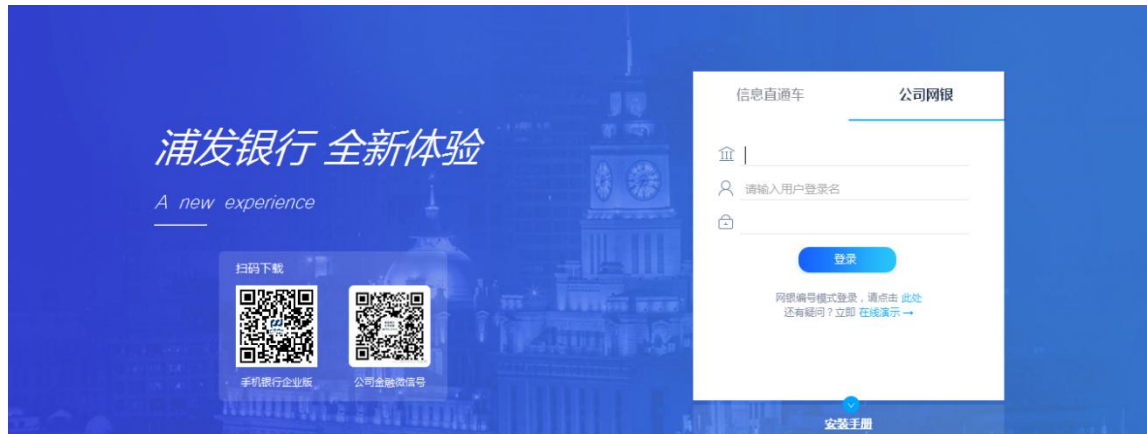 浦发银行 全新体验
A new experience
扫码下载
手机银行企业版
公司金融微信号
信息直通车
公司网银
请输入用户登录名
登录
网银编号模式登录，请点击 此处
还有疑问？立即 在线演示 →
安装手册